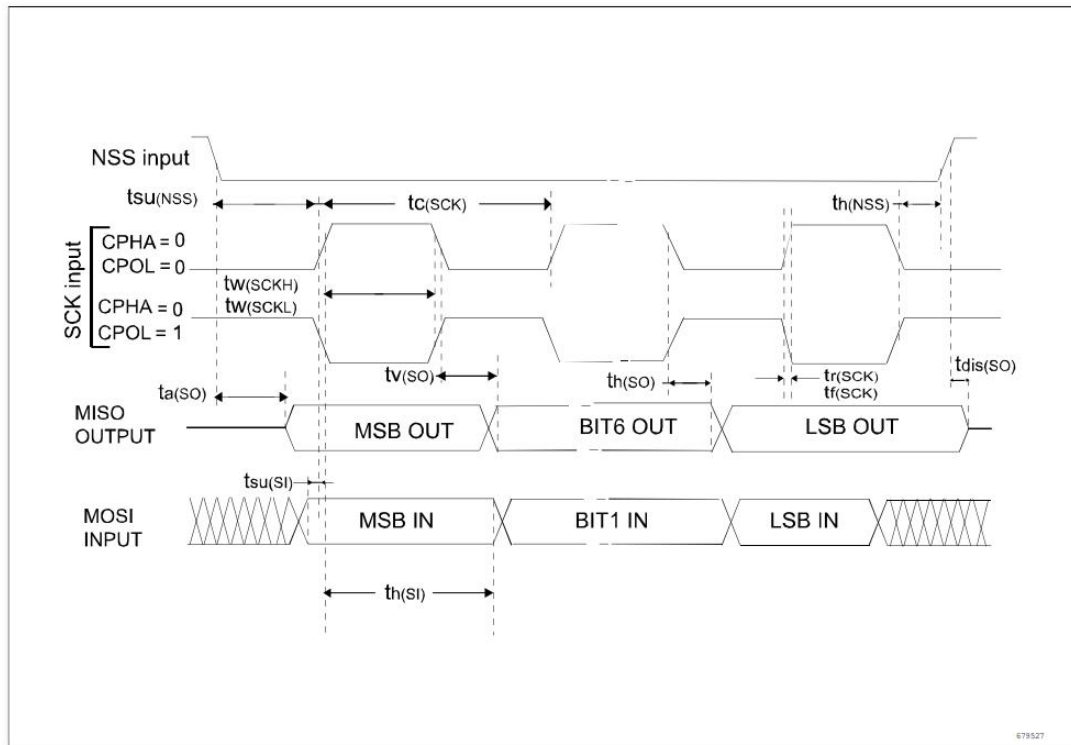 NSS input
tsu(NSS)
tc(SCK)
th(NSS)
SCK input
CPHA = 0
CPOL = 0
tw(SCKH)
CPHA = 0
tw(SCKL)
CPOL = 1
tv(SO)
th(SO)
tr(SCK)
tf(SCK)
tdis(SO)
ta(SO)
MISO
OUTPUT
MSB OUT
BIT6 OUT
LSB OUT
tsu(SI)
MOSI
INPUT
MSB IN
BIT1 IN
LSB IN
th(SI)
679527